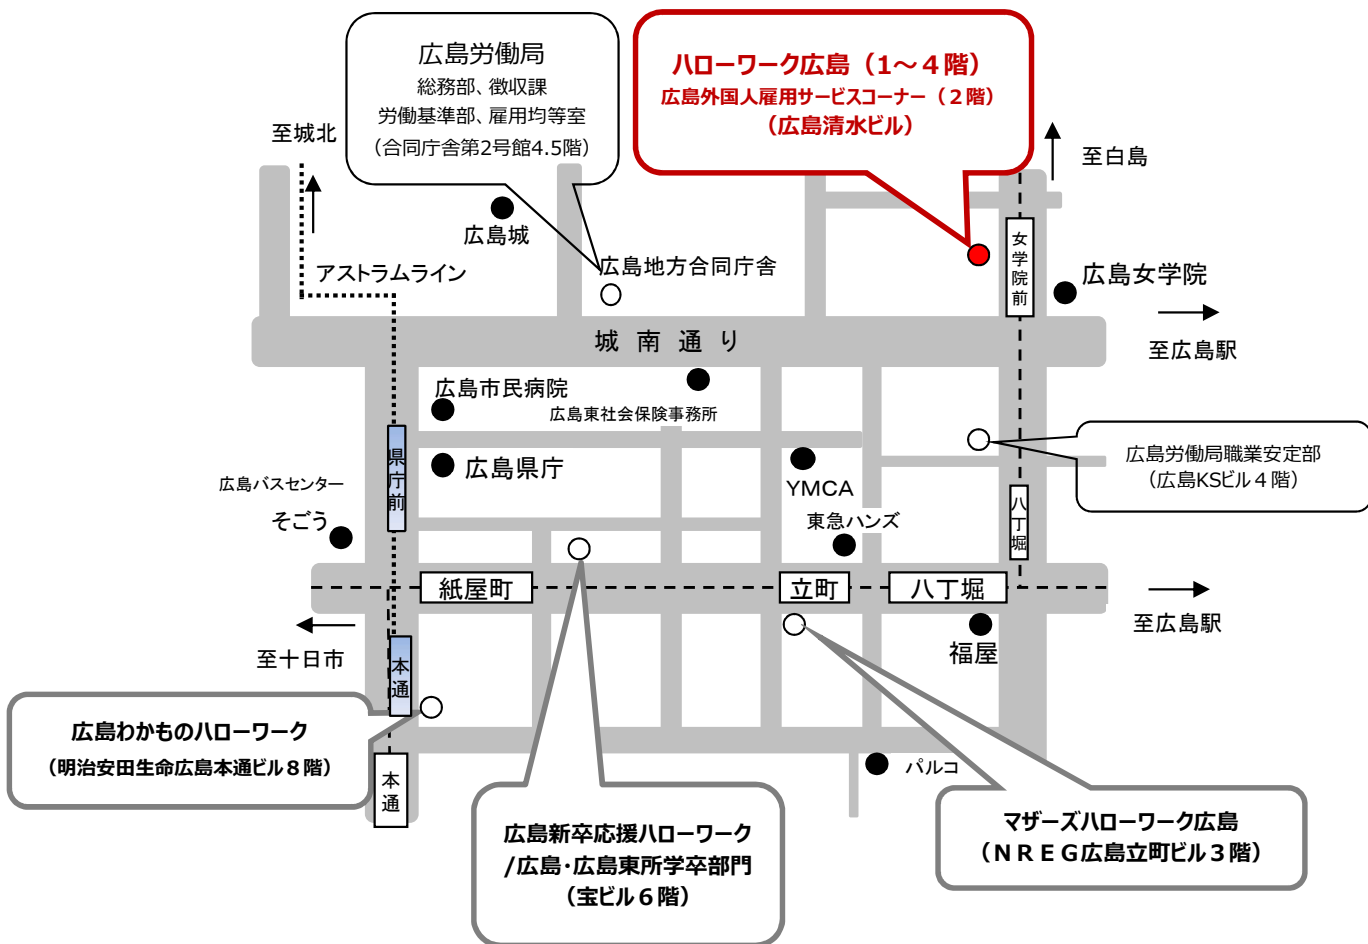 広島労働局
総務部、徴収課
労働基準部、雇用均等室
（合同庁舎第2号館4.5階）
ハローワーク広島（1～４階）
広島外国人雇用サービスコーナー（２階）
（広島清水ビル）
至城北
至白島
広島城
女学院前
アストラムライン
広島地方合同庁舎
広島女学院
城南通り
至広島駅
広島市民病院
広島東社会保険事務所
県庁前
広島県庁
広島労働局職業安定部
（広島KSビル４階）
広島バスセンター
そごう
YMCA
東急ハンズ
八丁堀
紙屋町
立町
八丁堀
至広島駅
至十日市
本通
福屋
広島わかものハローワーク
（明治安田生命広島本通ビル８階）
本通
パルコ
広島新卒応援ハローワーク
/広島･広島東所学卒部門
（宝ビル６階）
マザーズハローワーク広島
（ＮＲＥＧ広島立町ビル３階）